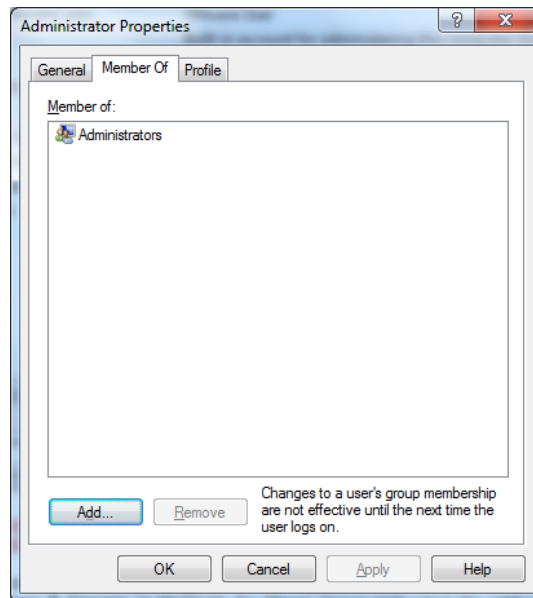 Administrator Properties
?
X
General
Member Of
Profile
Member of:
Administrators
Add...
Remove
Changes to a user's group membership
are not effective until the next time the
user logs on.
OK
Cancel
Apply
Help